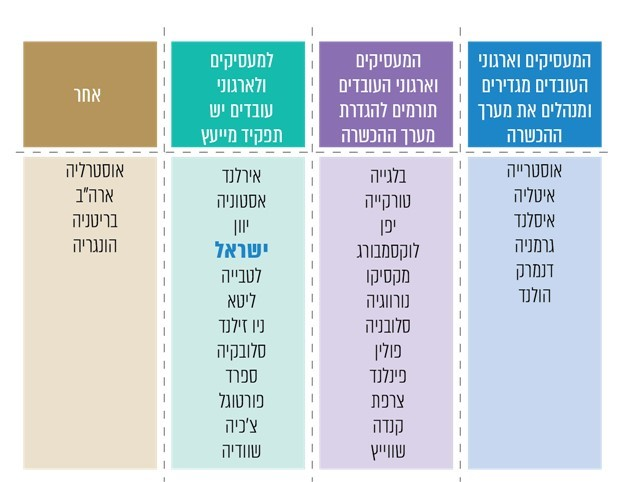 המעסיקים וארגוני
העובדים מגדירים
ומנהלים את מערך
ההכשרה
אוסטרייה
איטליה
איסלנד
גרמניה
דנמרק
הולנד
המעסיקים
וארגוני העובדים
תורמים להגדרת
מערך ההכשרה
בלגייה
טורקייה
יפן
לוקסמבורג
מקסיקו
נורווגיה
סלובניה
פולין
פינלנד
צרפת
קנדה
שווייץ
למעסיקים
ולארגוני
עובדים יש
תפקיד מייעץ
אירלנד
אסטוניה
יוון
ישראל
לטבייה
ליטא
ניו זילנד
סלובקיה
ספרד
פורטוגל
צ'כיה
שוודיה
אחר
אוסטרליה
ארה"ב
בריטניה
הונגריה